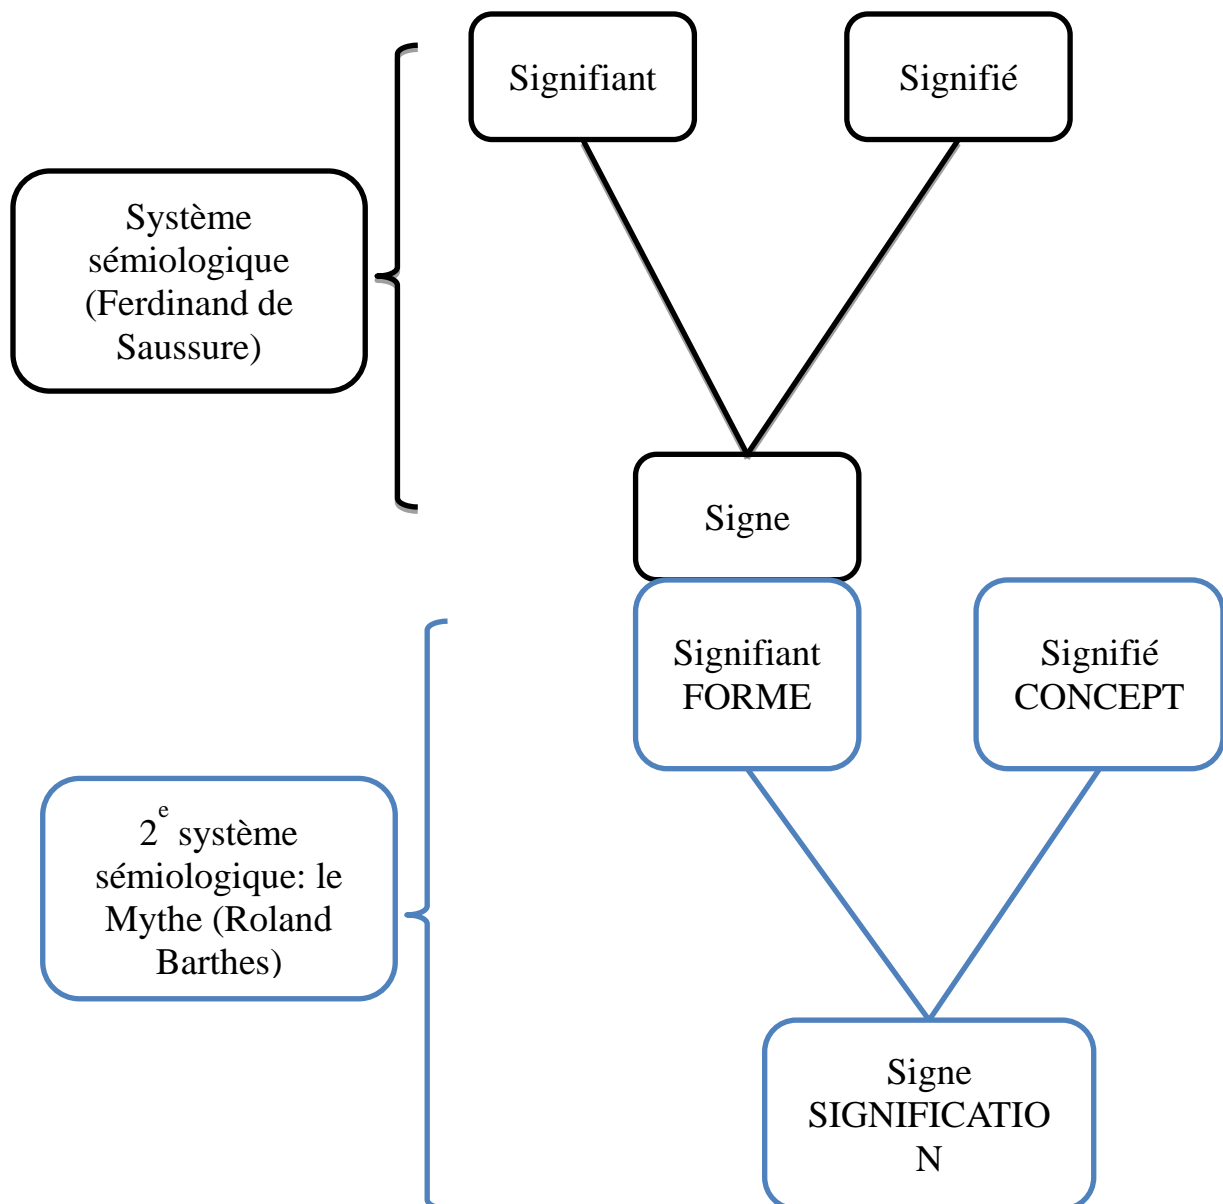 Signifiant
Signifié
Système
sémiologique
(Ferdinand de
Saussure)
Signe
Signifiant
FORME
Signifié
CONCEPT
2e système
sémiologique: le
Mythe (Roland
Barthes)
Signe
SIGNIFICATIO
N